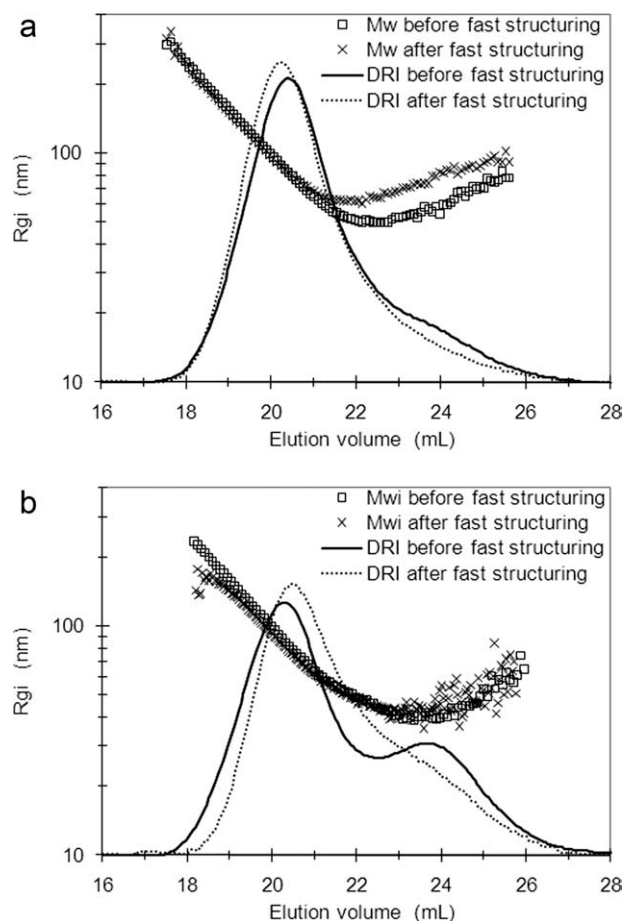 a
Mw before fast structuring
Mw after fast structuring
DRI before fast structuring
DRI after fast structuring
100
10
Rgi (nm)
16 18 20 22 24 26 28
Elution volume (mL)
b
Mwi before fast structuring
Mwi after fast structuring
DRI before fast structuring
DRI after fast structuring
100
10
Rgi (nm)
16 18 20 22 24 26 28
Elution volume (mL)